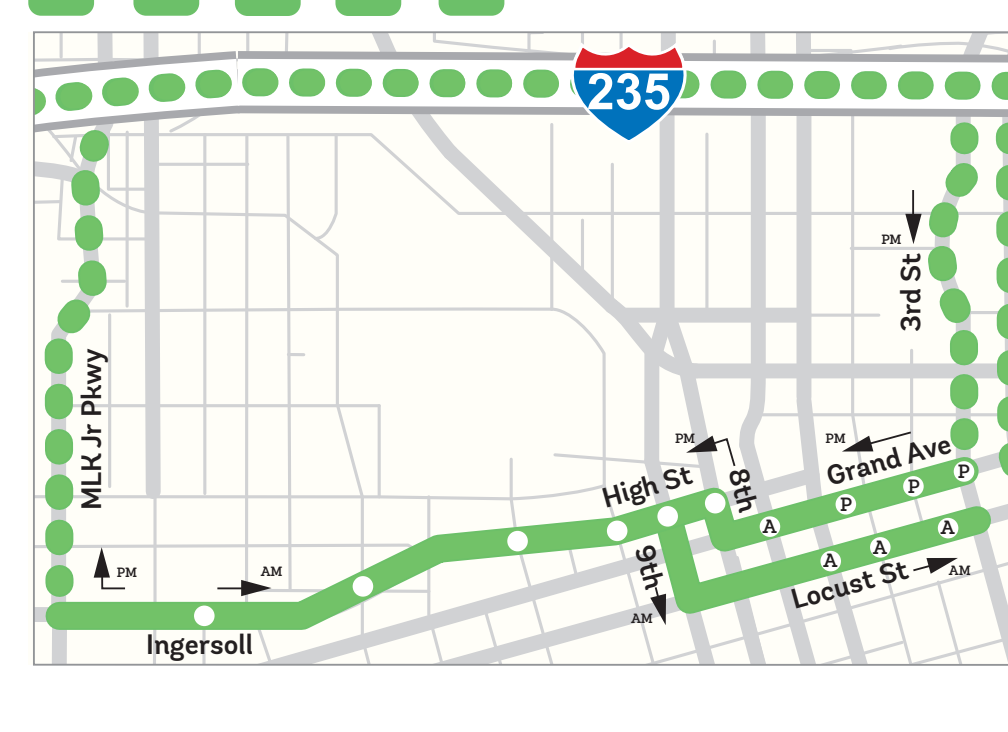 235
PM
3rd St
MLK Jr Pkwy
PM
PM
Grand Ave
High St
8th
P
P
P
A
A
A
A
9th
Locust St
AM
PM
AM
AM
Ingersoll